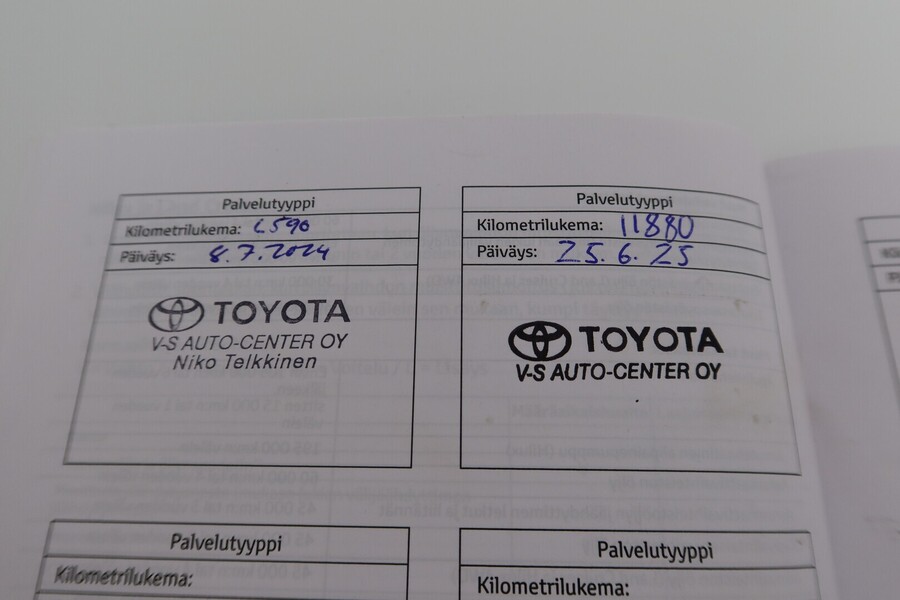 Palvelutyyppi
Kilometrilukema: 6590
Päiväys: 8.7.2024
TOYOTA
V-S AUTO-CENTER OY
Niko Telkkinen
Palvelutyyppi
Kilometrilukema: 11880
Päiväys: 25.6.25
TOYOTA
V-S AUTO-CENTER OY
Palvelutyyppi
Kilometrilukema:
Palvelutyyppi
Kilometrilukema: